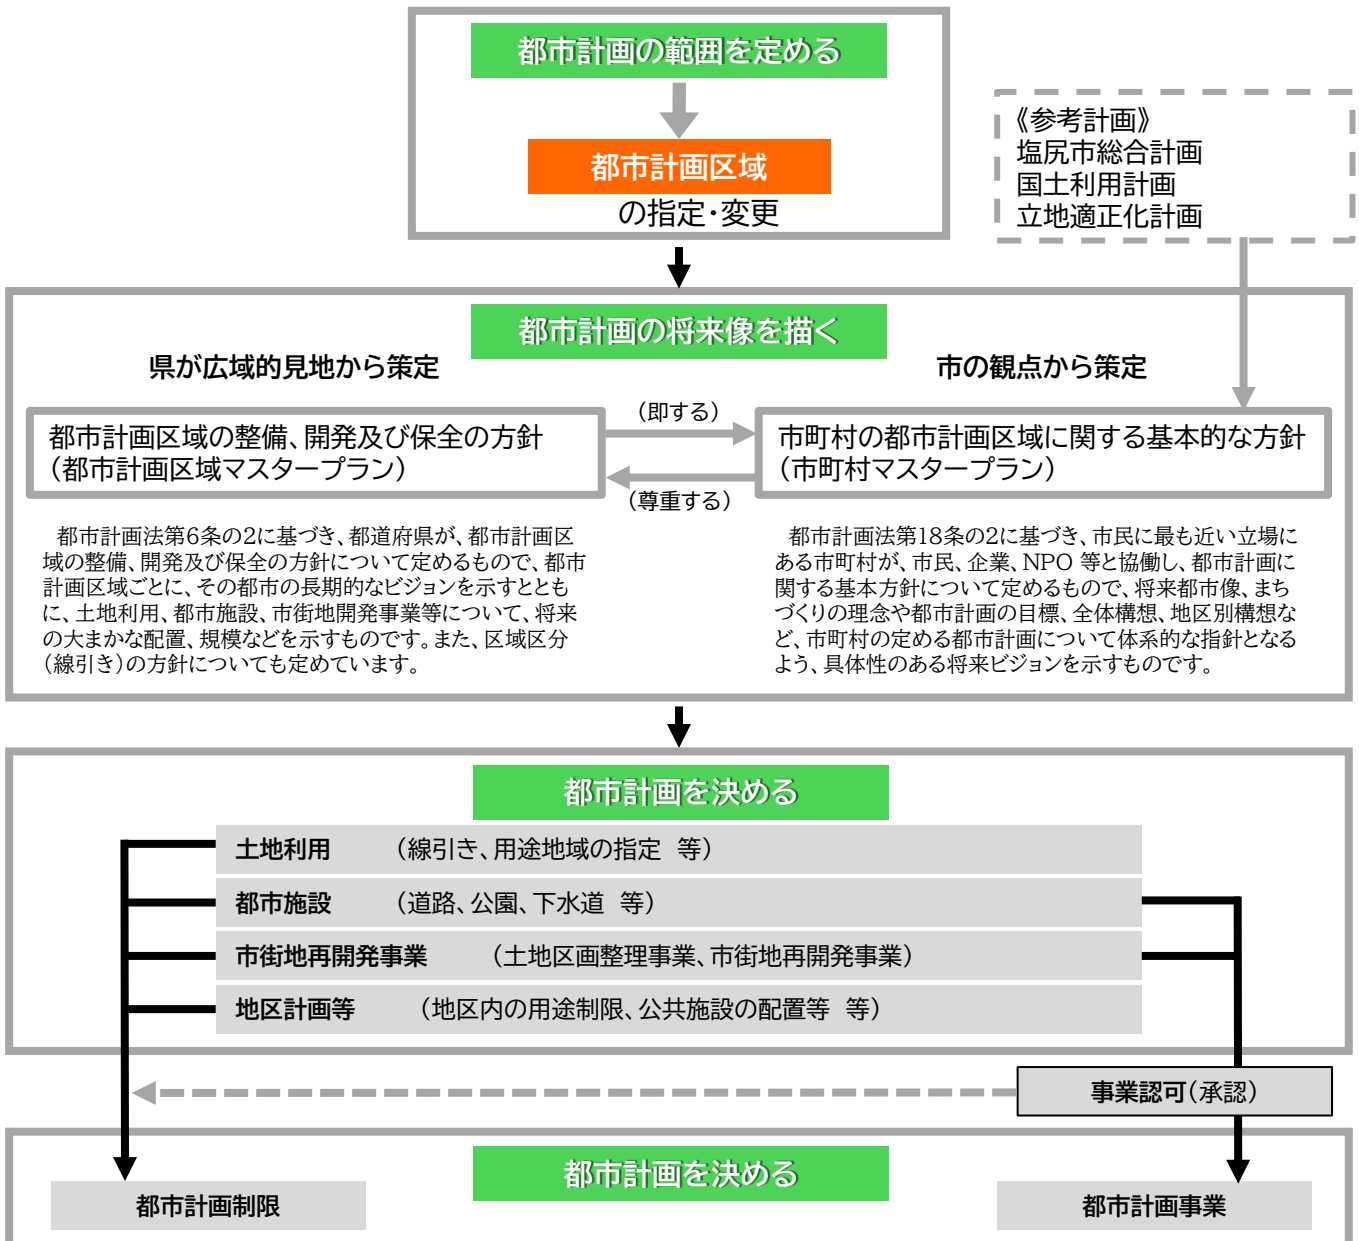 都市計画の範囲を定める
都市計画区域
の指定・変更
《参考計画》
塩尻市総合計画
国土利用計画
立地適正化計画
都市計画の将来像を描く
県が広域的見地から策定
市の観点から策定
都市計画区域の整備、開発及び保全の方針
（都市計画区域マスタープラン）
（即する）
（尊重する）
市町村の都市計画区域に関する基本的な方針
（市町村マスタープラン）
都市計画法第6条の2に基づき、都道府県が、都市計画区
域の整備、開発及び保全の方針について定めるもので、都市
計画区域ごとに、その都市の長期的なビジョンを示すととも
に、土地利用、都市施設、市街地開発事業等について、将来
の大まかな配置、規模などを示すものです。また、区域区分
（線引き）の方針についても定めています。
都市計画法第18条の2に基づき、市民に最も近い立場に
ある市町村が、市民、企業、NPO 等と協働し、都市計画に
関する基本方針について定めるもので、将来都市像、まち
づくりの理念や都市計画の目標、全体構想、地区別構想な
ど、市町村の定める都市計画について体系的な指針となる
よう、具体性のある将来ビジョンを示すものです。
都市計画を決める
土地利用　（線引き、用途地域の指定 等）
都市施設　（道路、公園、下水道 等）
市街地再開発事業　（土地区画整理事業、市街地再開発事業）
地区計画等　（地区内の用途制限、公共施設の配置等 等）
事業認可（承認）
都市計画を決める
都市計画制限
都市計画事業